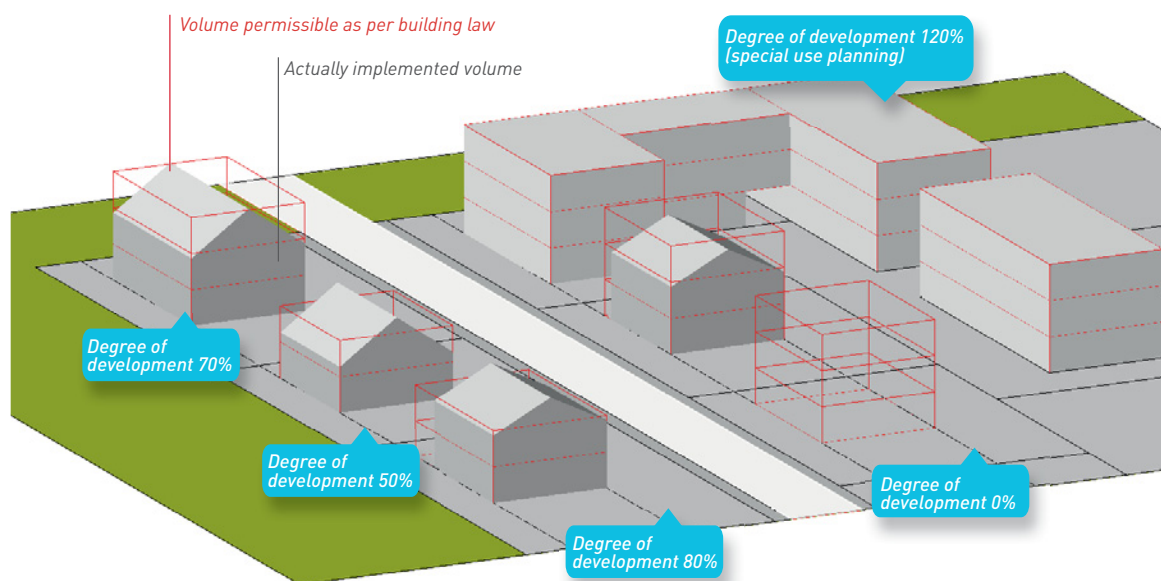 Volume permissible as per building law
Actually implemented volume
Degree of development 120%
(special use planning)
Degree of
development 70%
Degree of
development 50%
Degree of
development 80%
Degree of
development 0%